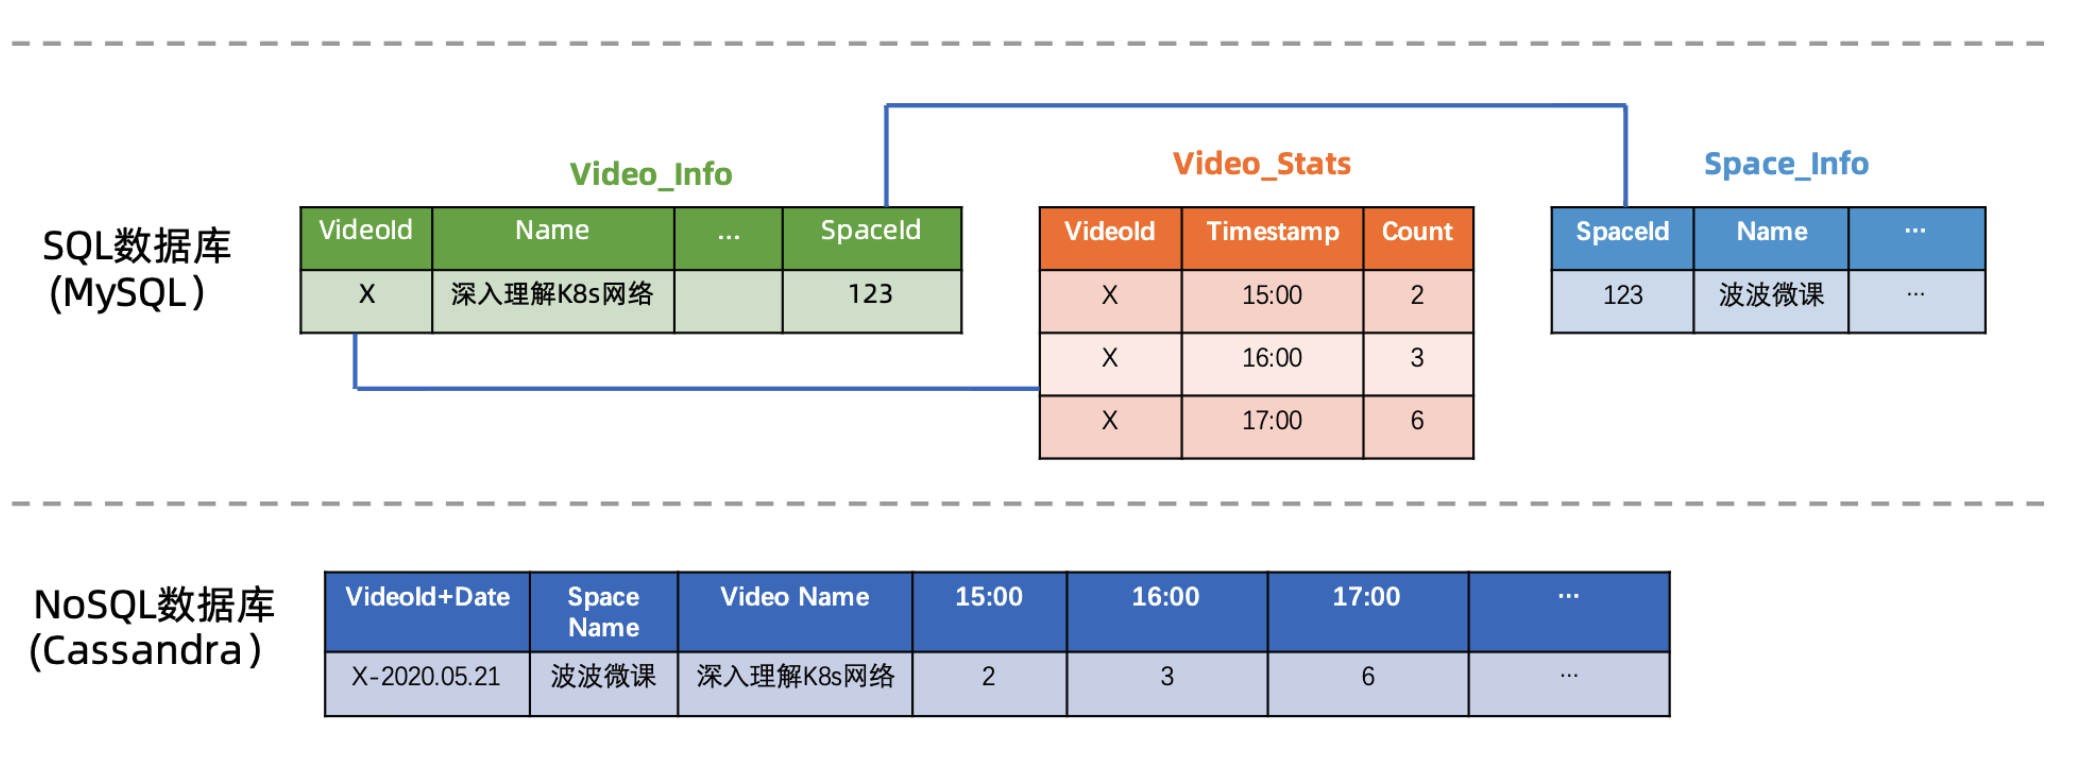 Video_Info
Video_Stats
Space_Info
SQL数据库
(MySQL)
VideoId Name ... SpaceId
X 深入理解K8s网络 123
VideoId Timestamp Count
X 15:00 2
X 16:00 3
X 17:00 6
SpaceId Name ...
123 波波微课 ...
NoSQL数据库
(Cassandra)
VideoId+Date Space Name Video Name 15:00 16:00 17:00 ...
X-2020.05.21 波波微课 深入理解K8s网络 2 3 6 ...